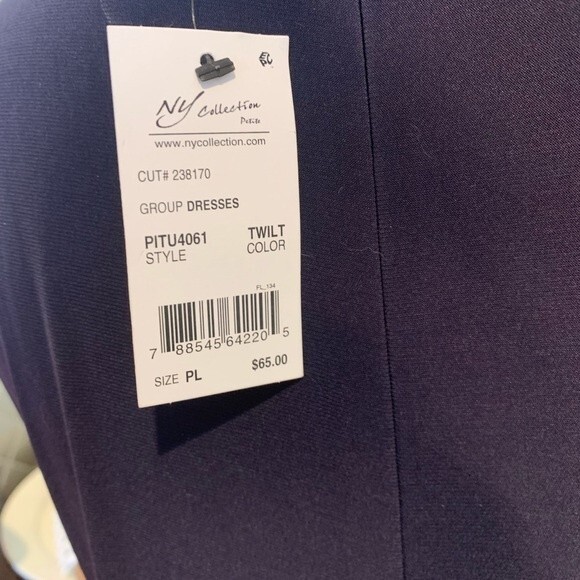 NY Collection
Petite
www.nycollection.com
CUT# 238170
GROUP DRESSES
PITU4061 TWILT
STYLE COLOR
FL_134
7 88545 64220 5
SIZE PL $65.00